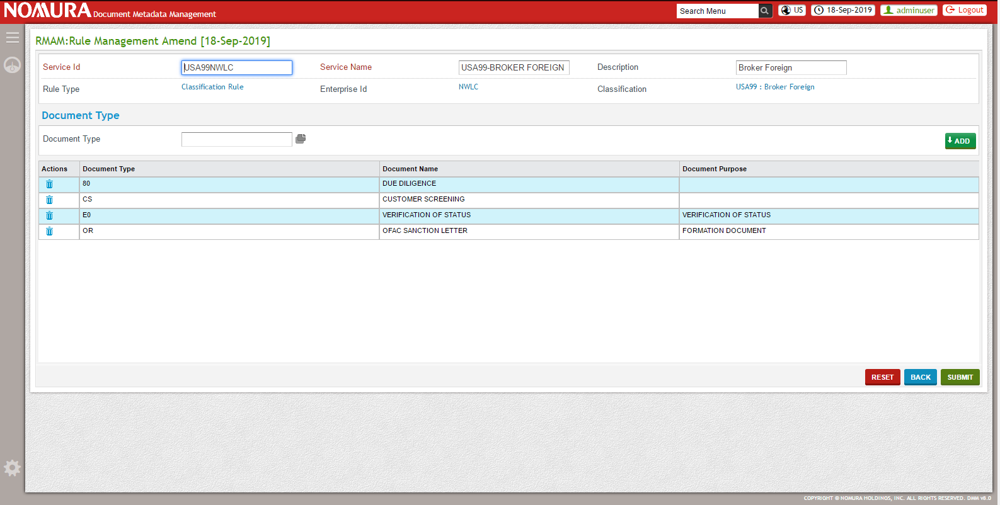 NOMURA Document Metadata Management Search Menu US 18-Sep-2019 adminuser Logout
RMAM:Rule Management Amend [18-Sep-2019]
Service Id USA99NWLC Service Name USA99-BROKER FOREIGN Description Broker Foreign
Rule Type Classification Rule Enterprise Id NWLC Classification USA99 : Broker Foreign
Document Type
Document Type ADD
Actions Document Type Document Name Document Purpose
80 DUE DILIGENCE
CS CUSTOMER SCREENING
E0 VERIFICATION OF STATUS VERIFICATION OF STATUS
OR OFAC SANCTION LETTER FORMATION DOCUMENT
RESET BACK SUBMIT
COPYRIGHT © NOMURA HOLDINGS, INC. ALL RIGHTS RESERVED. DMM v8.0